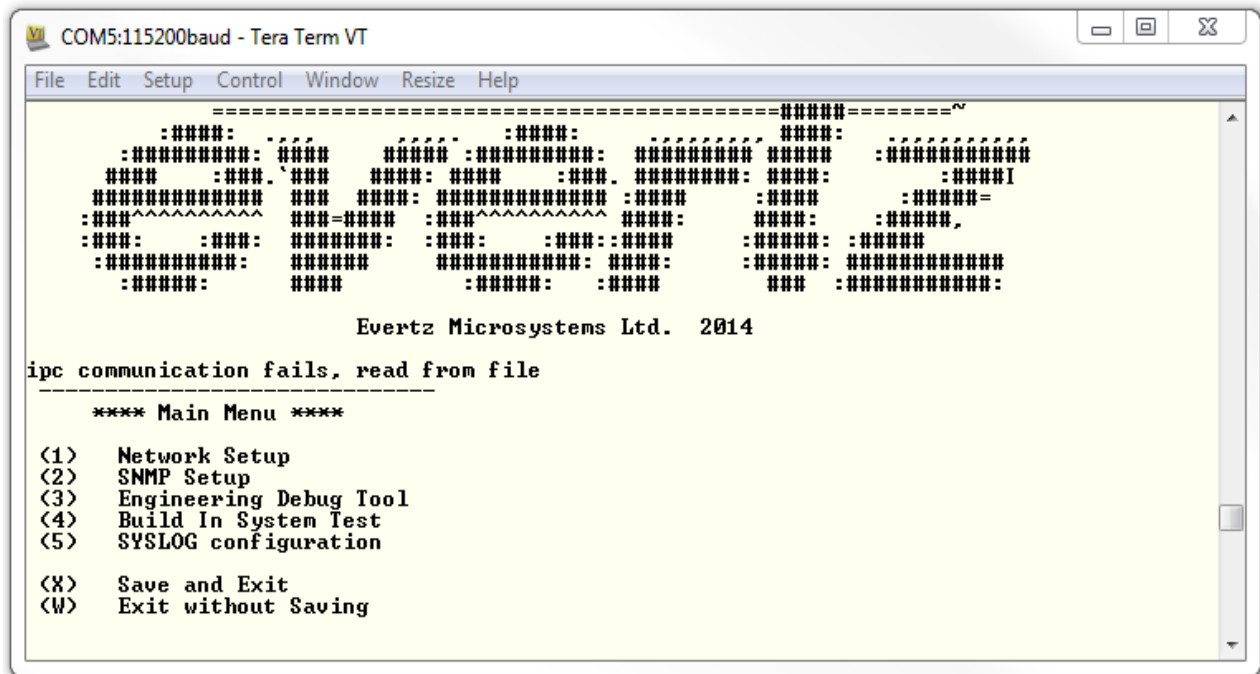 COM5:115200baud - Tera Term VT
File Edit Setup Control Window Resize Help
evertz
Evertz Microsystems Ltd. 2014
ipc communication fails, read from file
------------------------------
**** Main Menu ****
(1) Network Setup
(2) SNMP Setup
(3) Engineering Debug Tool
(4) Build In System Test
(5) SYSLOG configuration
(X) Save and Exit
(W) Exit without Saving